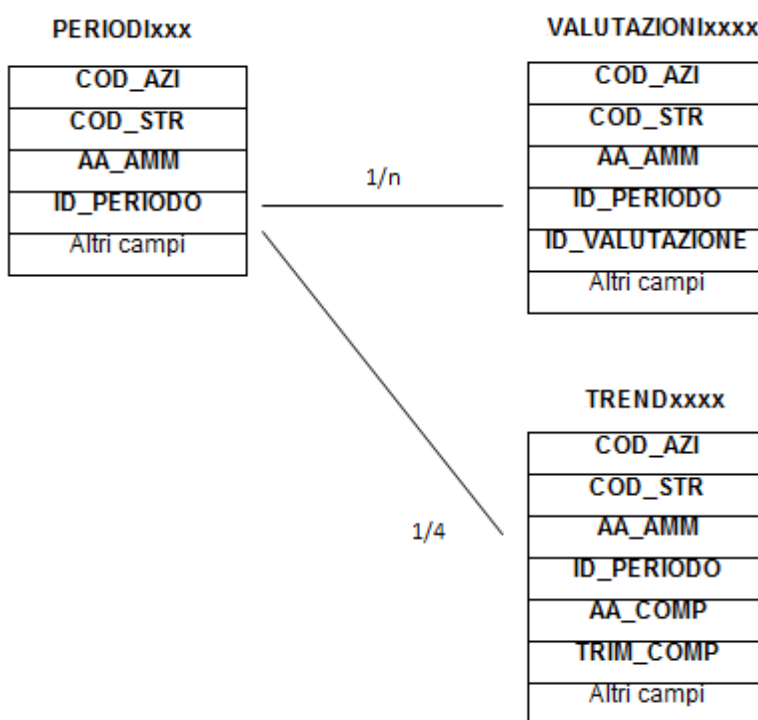 PERIODIxxx
COD_AZI
COD_STR
AA_AMM
ID_PERIODO
Altri campi
1/n
1/4
VALUTAZIONIxxxx
COD_AZI
COD_STR
AA_AMM
ID_PERIODO
ID_VALUTAZIONE
Altri campi
TRENDxxxx
COD_AZI
COD_STR
AA_AMM
ID_PERIODO
AA_COMP
TRIM_COMP
Altri campi